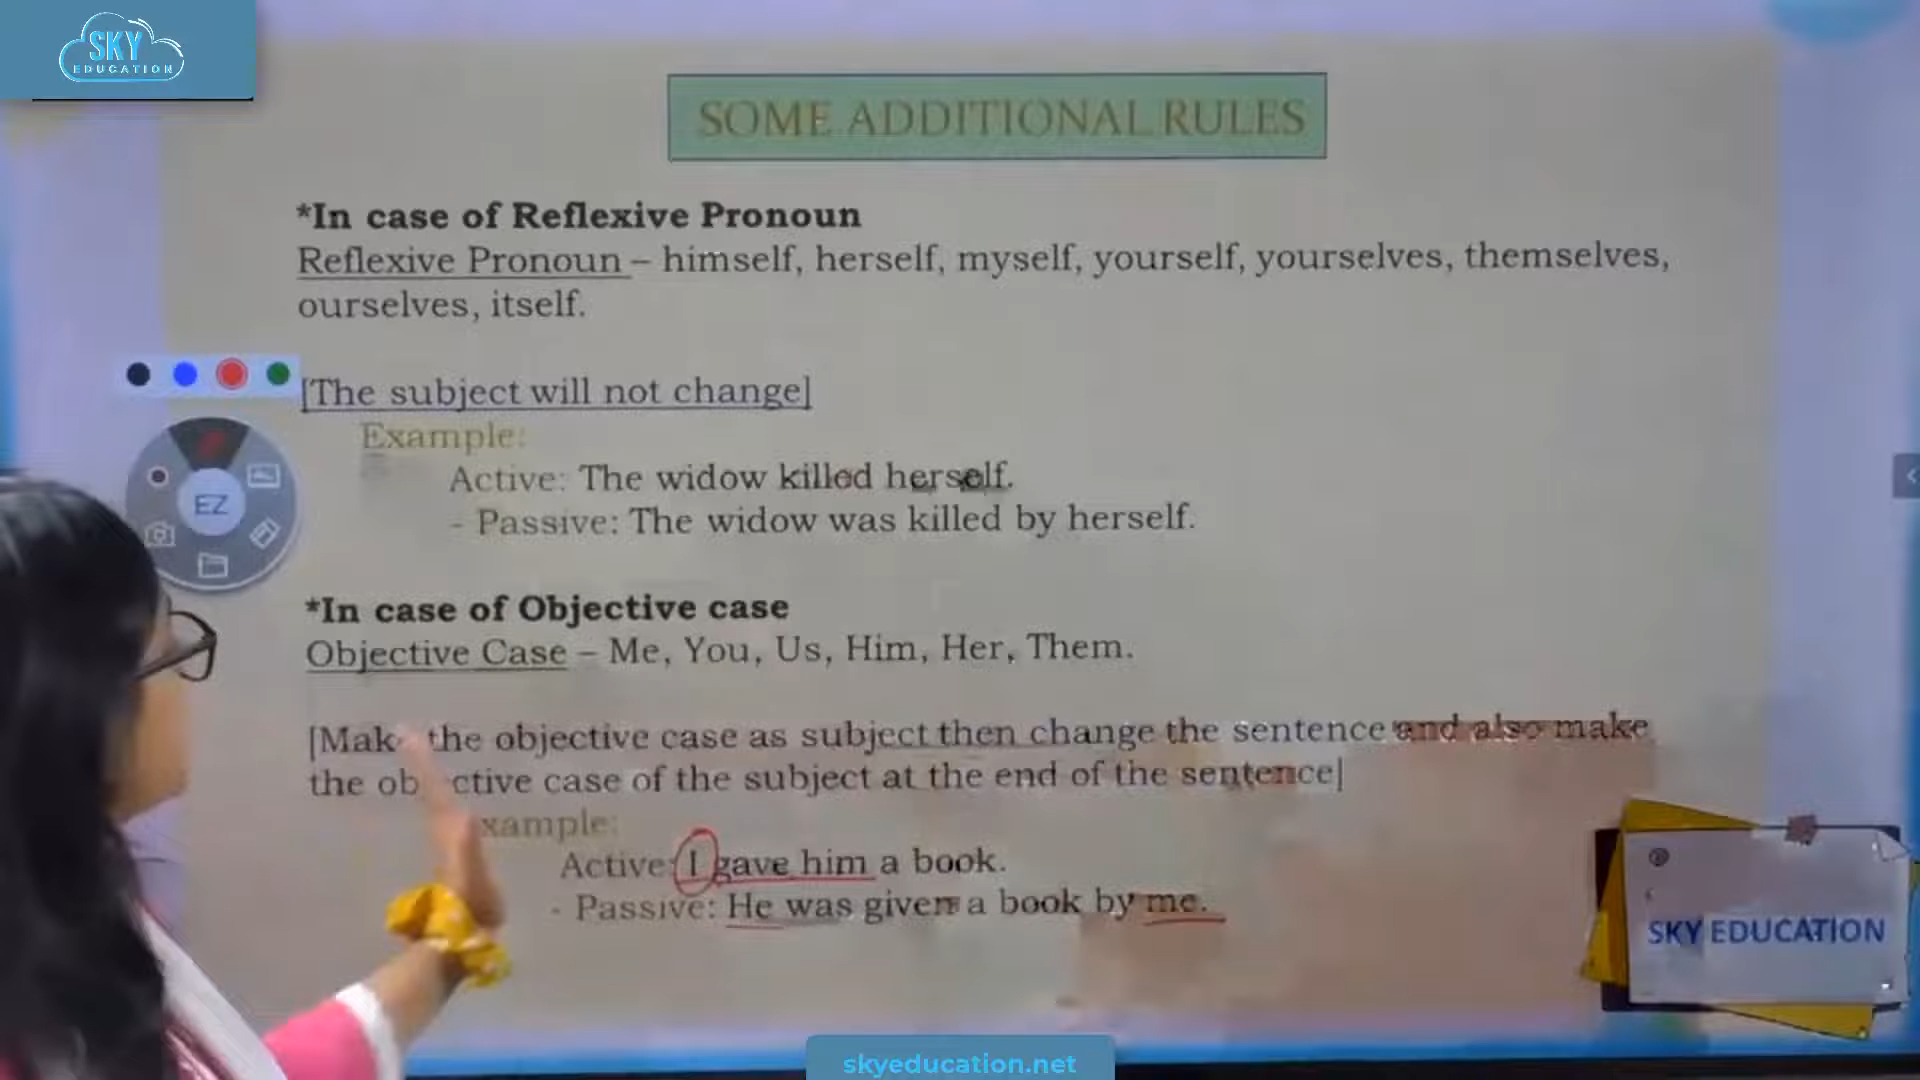 SKY
EDUCATION
SOME ADDITIONAL RULES
*In case of Reflexive Pronoun
Reflexive Pronoun – himself, herself, myself, yourself, yourselves, themselves,
ourselves, itself.
[The subject will not change]
Example:
Active: The widow killed herself.
- Passive: The widow was killed by herself.
EZ
*In case of Objective case
Objective Case – Me, You, Us, Him, Her, Them.
the objective case as subject then change the sentence and also make
the case of the subject at the end of the sentence]
Active: I gave him a book.
- Passive: He was given a book by me.
SKY EDUCATION
skyeducation.net